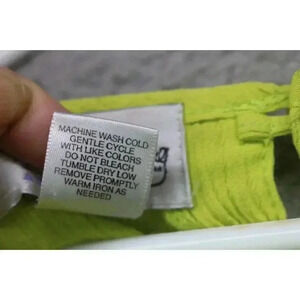 MACHINE WASH COLD
GENTLE CYCLE
WITH LIKE COLORS
DO NOT BLEACH
TUMBLE DRY LOW
REMOVE PROMPTLY
WARM IRON AS
NEEDED